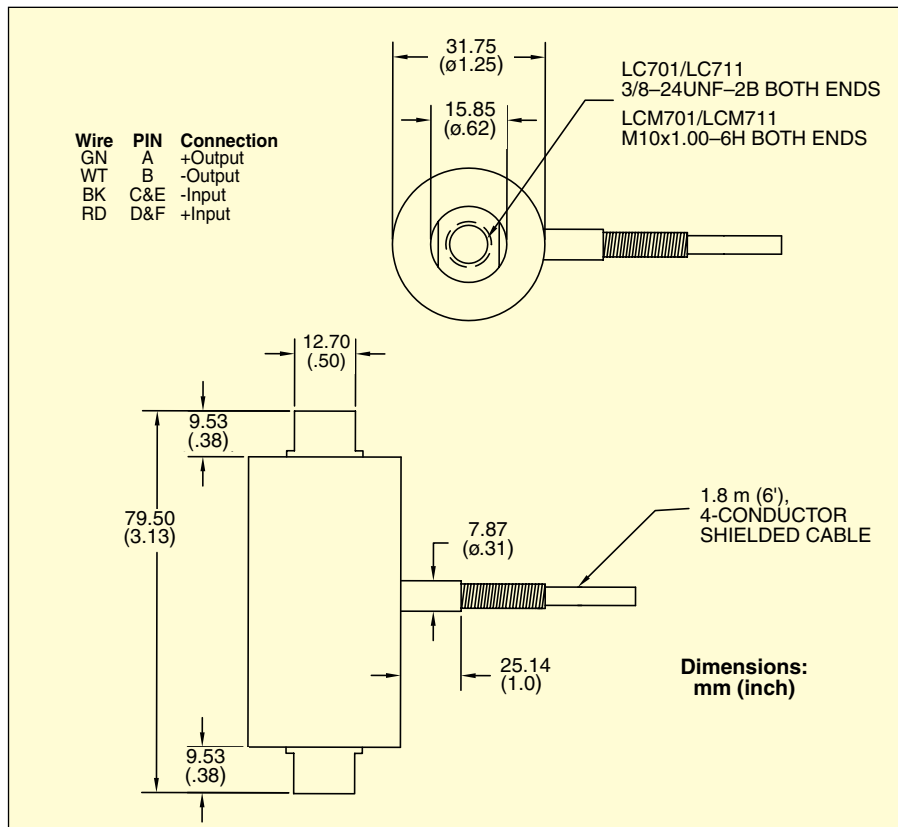 31.75
(ø1.25)
LC701/LC711
3/8–24UNF–2B BOTH ENDS
15.85
(ø.62)
LCM701/LCM711
M10x1.00–6H BOTH ENDS
Wire PIN Connection
GN A +Output
WT B -Output
BK C&E -Input
RD D&F +Input
12.70
(.50)
9.53
(.38)
79.50
(3.13)
7.87
(ø.31)
1.8 m (6'),
4-CONDUCTOR
SHIELDED CABLE
25.14
(1.0)
Dimensions:
mm (inch)
9.53
(.38)